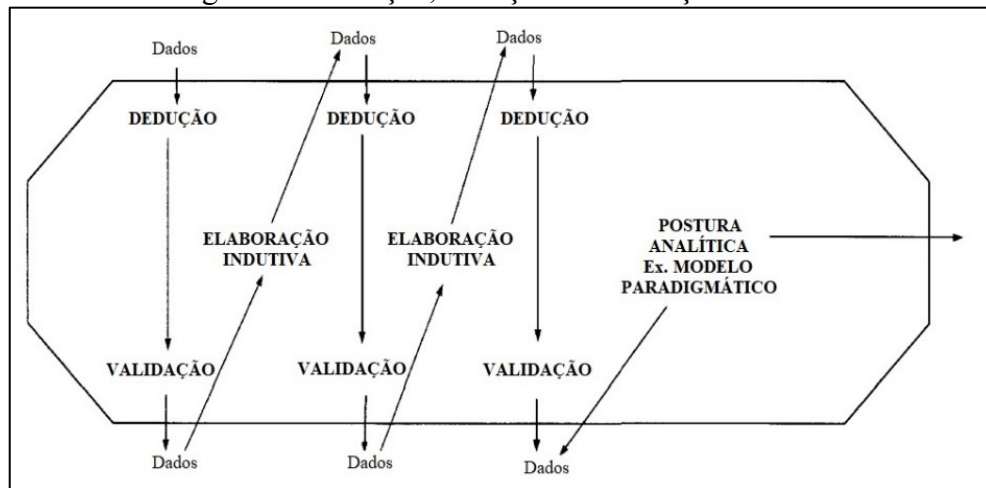 Dados
Dados
Dados
DEDUÇÃO
DEDUÇÃO
DEDUÇÃO
ELABORAÇÃO
INDUTIVA
ELABORAÇÃO
INDUTIVA
POSTURA
ANALÍTICA
Ex. MODELO
PARADIGMÁTICO
VALIDAÇÃO
VALIDAÇÃO
VALIDAÇÃO
Dados
Dados
Dados